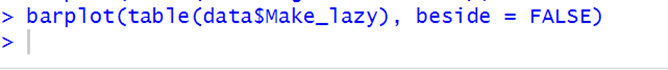 > barplot(table(data$Make_lazy), beside = FALSE)
>